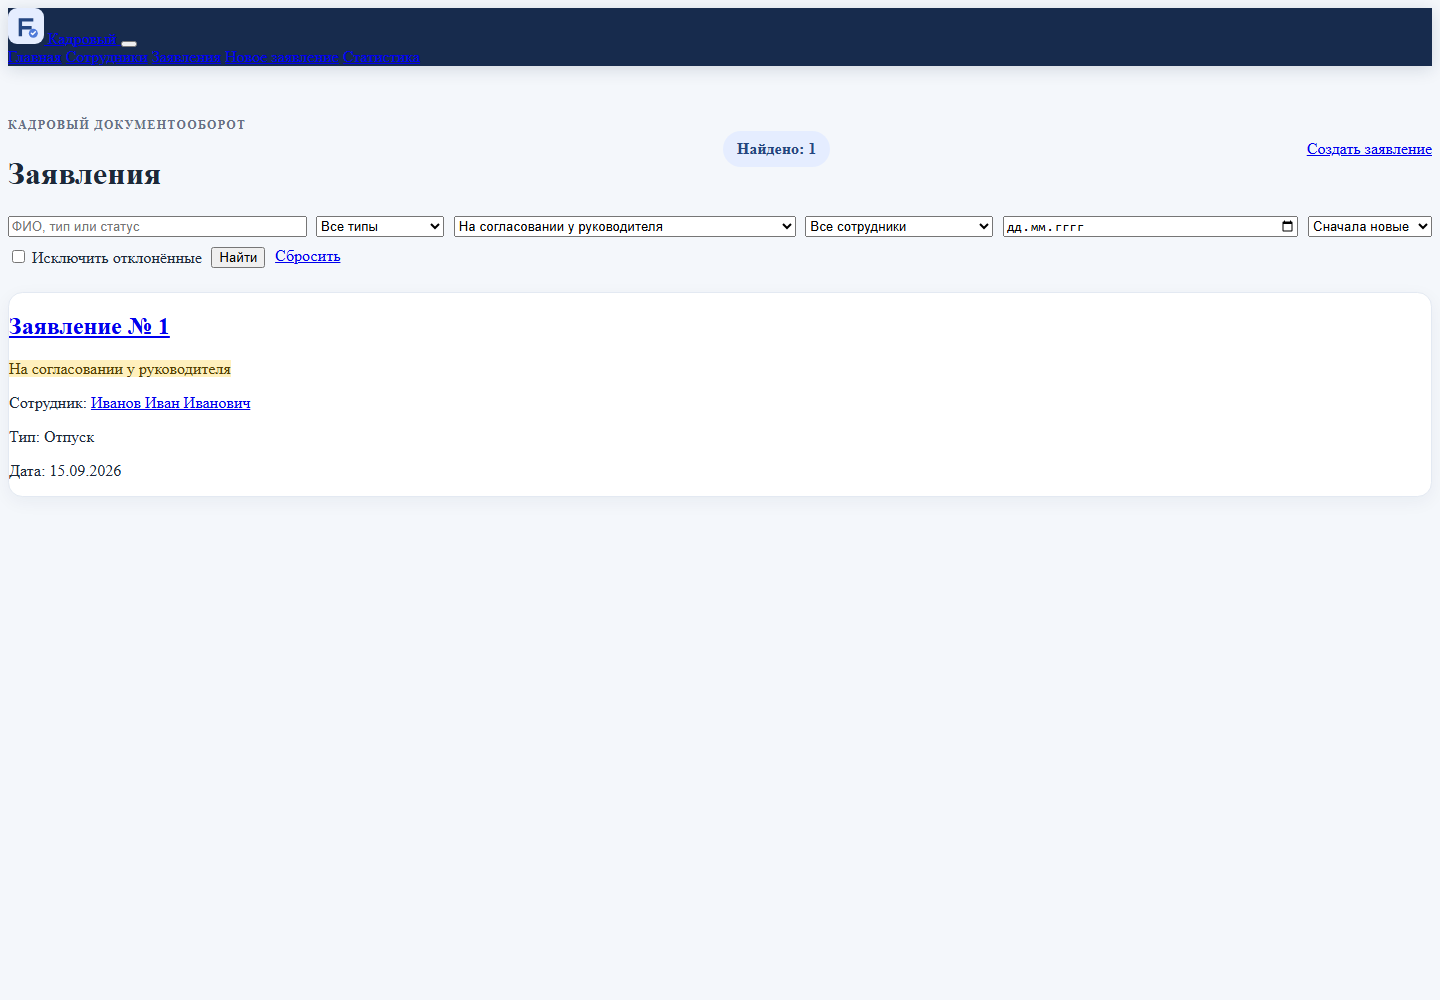 Кадровый
Главная Сотрудники Заявления Новое заявление Статистика
КАДРОВЫЙ ДОКУМЕНТООБОРОТ
Заявления
Найдено: 1
Создать заявление
ФИО, тип или статус Все типы На согласовании у руководителя Все сотрудники дд.мм.гггг Сначала новые
Исключить отклонённые Найти Сбросить
Заявление № 1
На согласовании у руководителя
Сотрудник: Иванов Иван Иванович
Тип: Отпуск
Дата: 15.09.2026